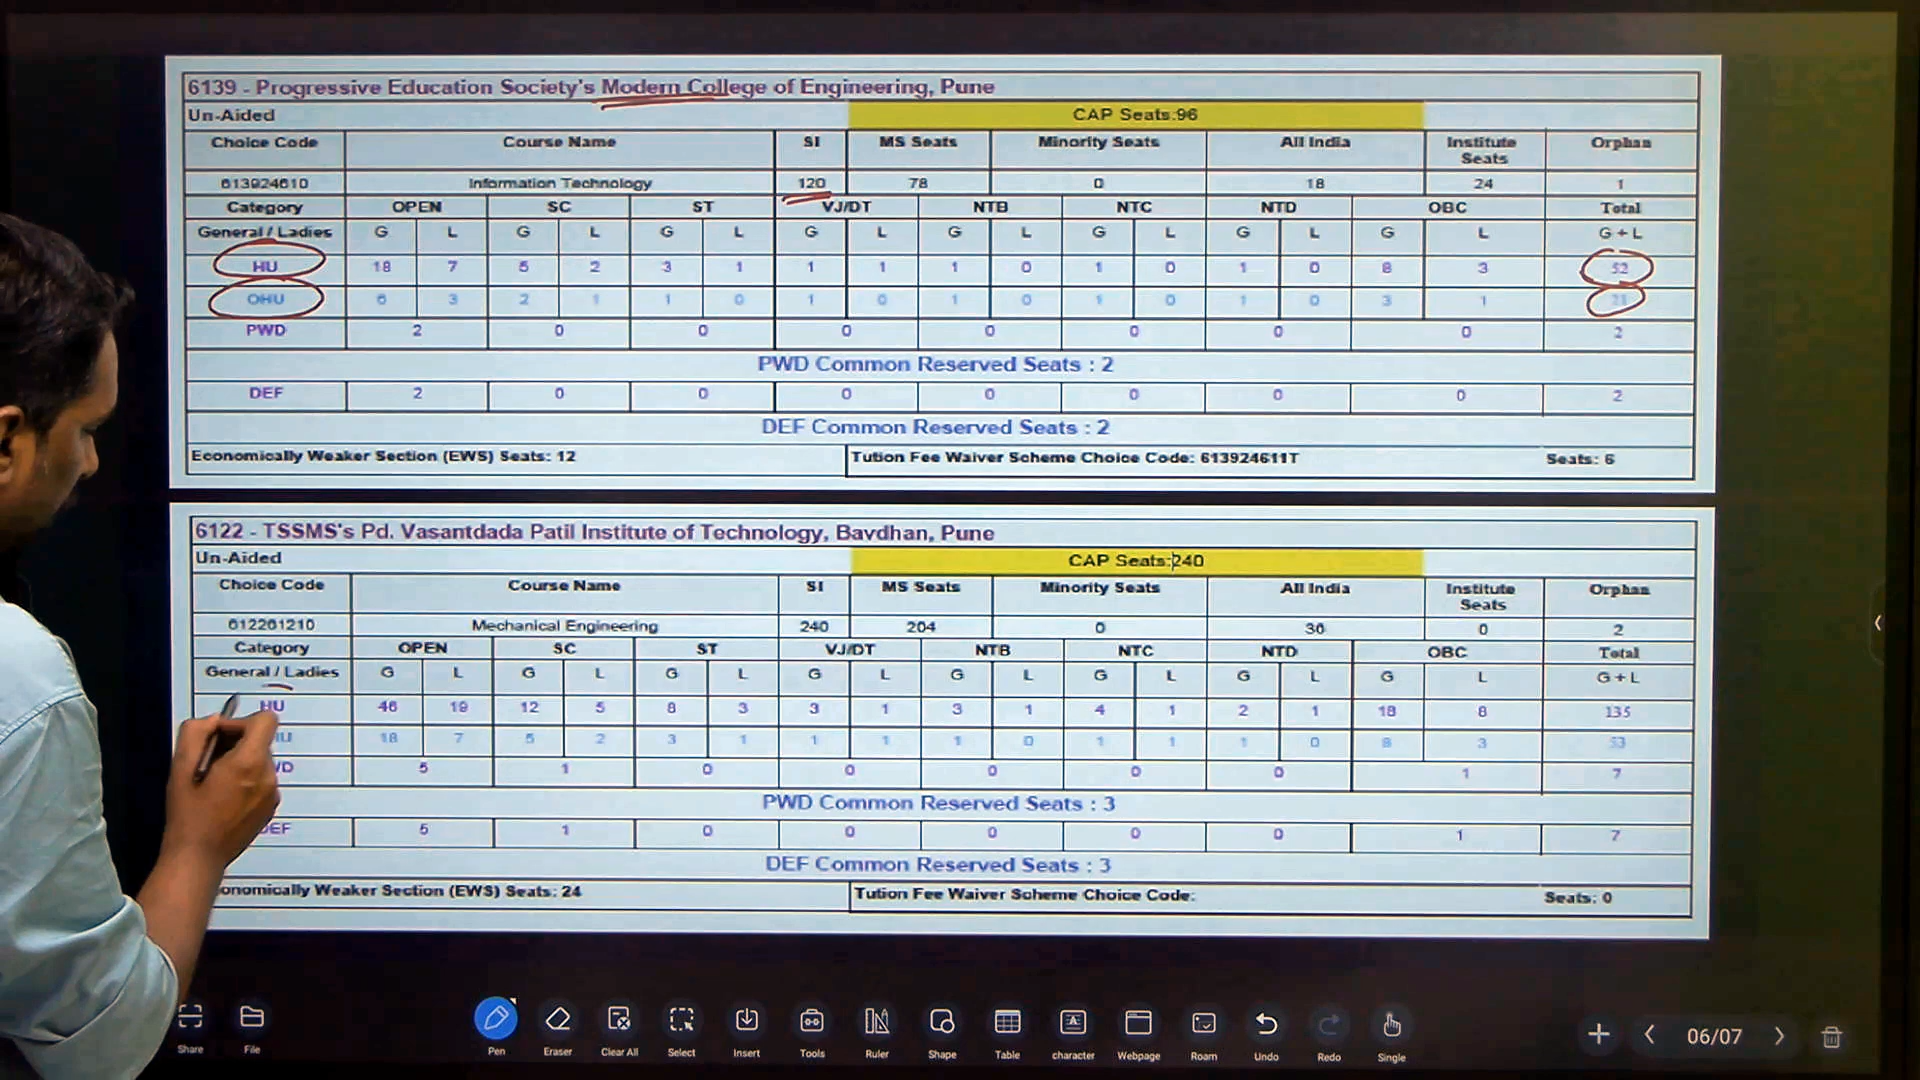 6139 - Progressive Education Society's Modern College of Engineering, Pune
Un-Aided CAP Seats:96
Choice Code Course Name SI MS Seats Minority Seats All India Institute Seats Orphan
613924610 Information Technology 120 78 0 18 24 1
Category OPEN SC ST VJ/DT NTB NTC NTD OBC Total
General / Ladies G L G L G L G L G L G L G L G L G + L
HU 18 7 5 2 3 1 1 1 1 0 1 0 1 0 8 3 52
OHU 6 3 2 1 1 0 1 0 1 0 1 0 1 0 3 1
PWD 2 0 0 0 0 0 0 0 2
PWD Common Reserved Seats : 2
DEF 2 0 0 0 0 0 0 0 2
DEF Common Reserved Seats : 2
Economically Weaker Section (EWS) Seats: 12 Tution Fee Waiver Scheme Choice Code: 613924611T Seats: 6
6122 - TSSMS's Pd. Vasantdada Patil Institute of Technology, Bavdhan, Pune
Un-Aided CAP Seats:240
Choice Code Course Name SI MS Seats Minority Seats All India Institute Seats Orphan
612261210 Mechanical Engineering 240 204 0 36 0 2
Category OPEN SC ST VJ/DT NTB NTC NTD OBC Total
General / Ladies G L G L G L G L G L G L G L G L G + L
HU 46 19 12 5 8 3 3 1 3 1 4 1 2 1 18 8 135
HU 18 7 5 2 3 1 1 1 1 0 1 1 1 0 8 3 53
VD 5 1 0 0 0 0 0 1 7
PWD Common Reserved Seats : 3
DEF 5 1 0 0 0 0 0 1 7
DEF Common Reserved Seats : 3
onomically Weaker Section (EWS) Seats: 24 Tution Fee Waiver Scheme Choice Code: Seats: 0
Share File Pen Eraser Clear All Select Insert Tools Ruler Shape Table character Webpage Roam Undo Redo Single 06/07